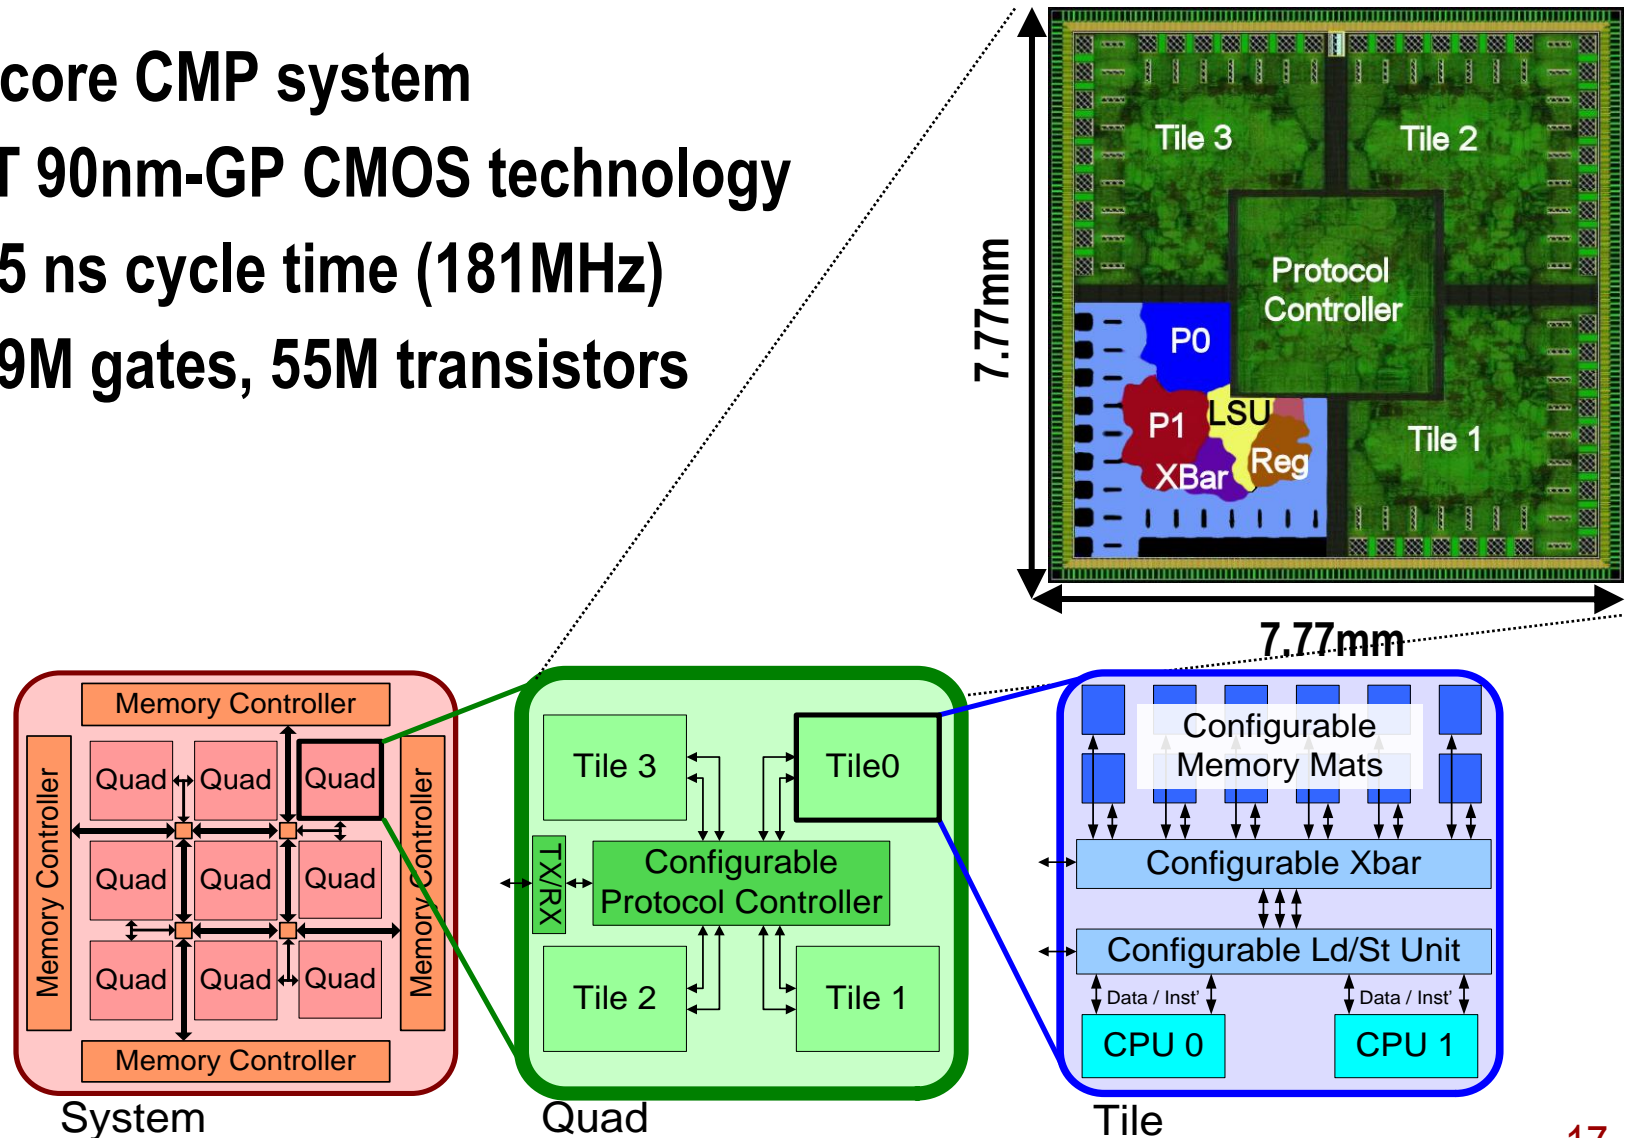 core CMP system
T 90nm-GP CMOS technology
5 ns cycle time (181MHz)
9M gates, 55M transistors
Tile 3
Tile 2
Protocol
Controller
P0
P1
LSU
XBar
Reg
Tile 1
7.77mm
7.77mm
Memory Controller
Memory Controller
Quad
Quad
Quad
Quad
Quad
Quad
Quad
Quad
Quad
Memory Controller
Memory Controller
System
Tile 3
Tile0
TX/RX
Configurable
Protocol Controller
Tile 2
Tile 1
Quad
Configurable
Memory Mats
Configurable Xbar
Configurable Ld/St Unit
Data / Inst'
Data / Inst'
CPU 0
CPU 1
Tile
17